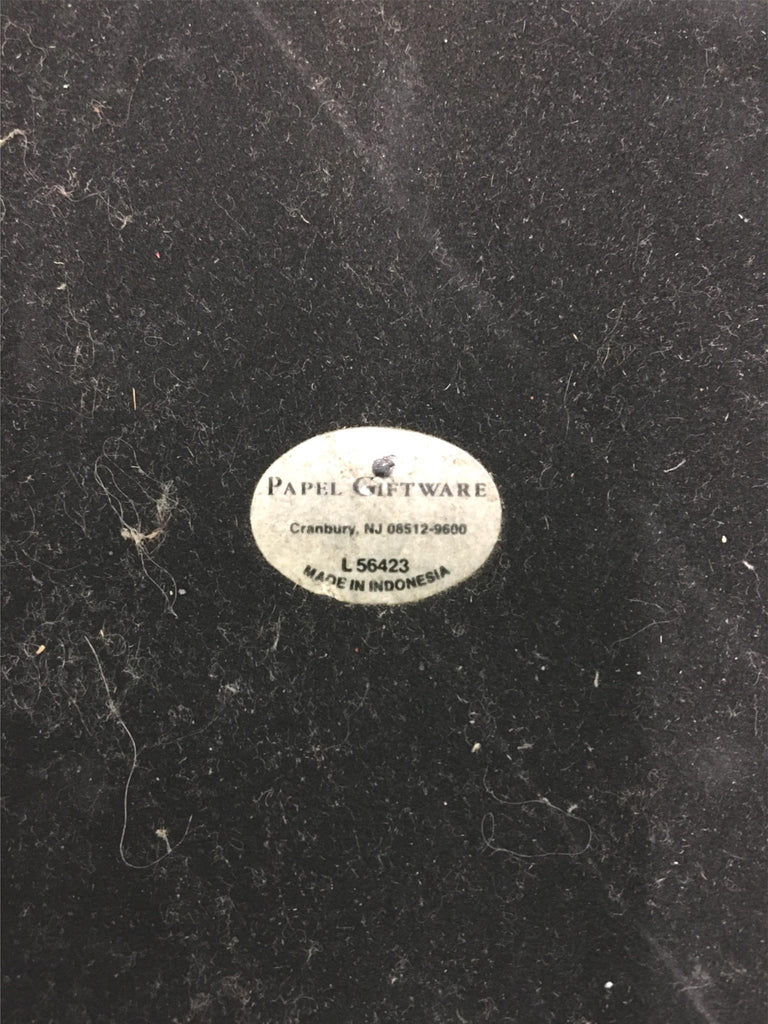 PAPEL GIFTWARE
Cranbury, NJ 08512-9600
L 56423
MADE IN INDONESIA